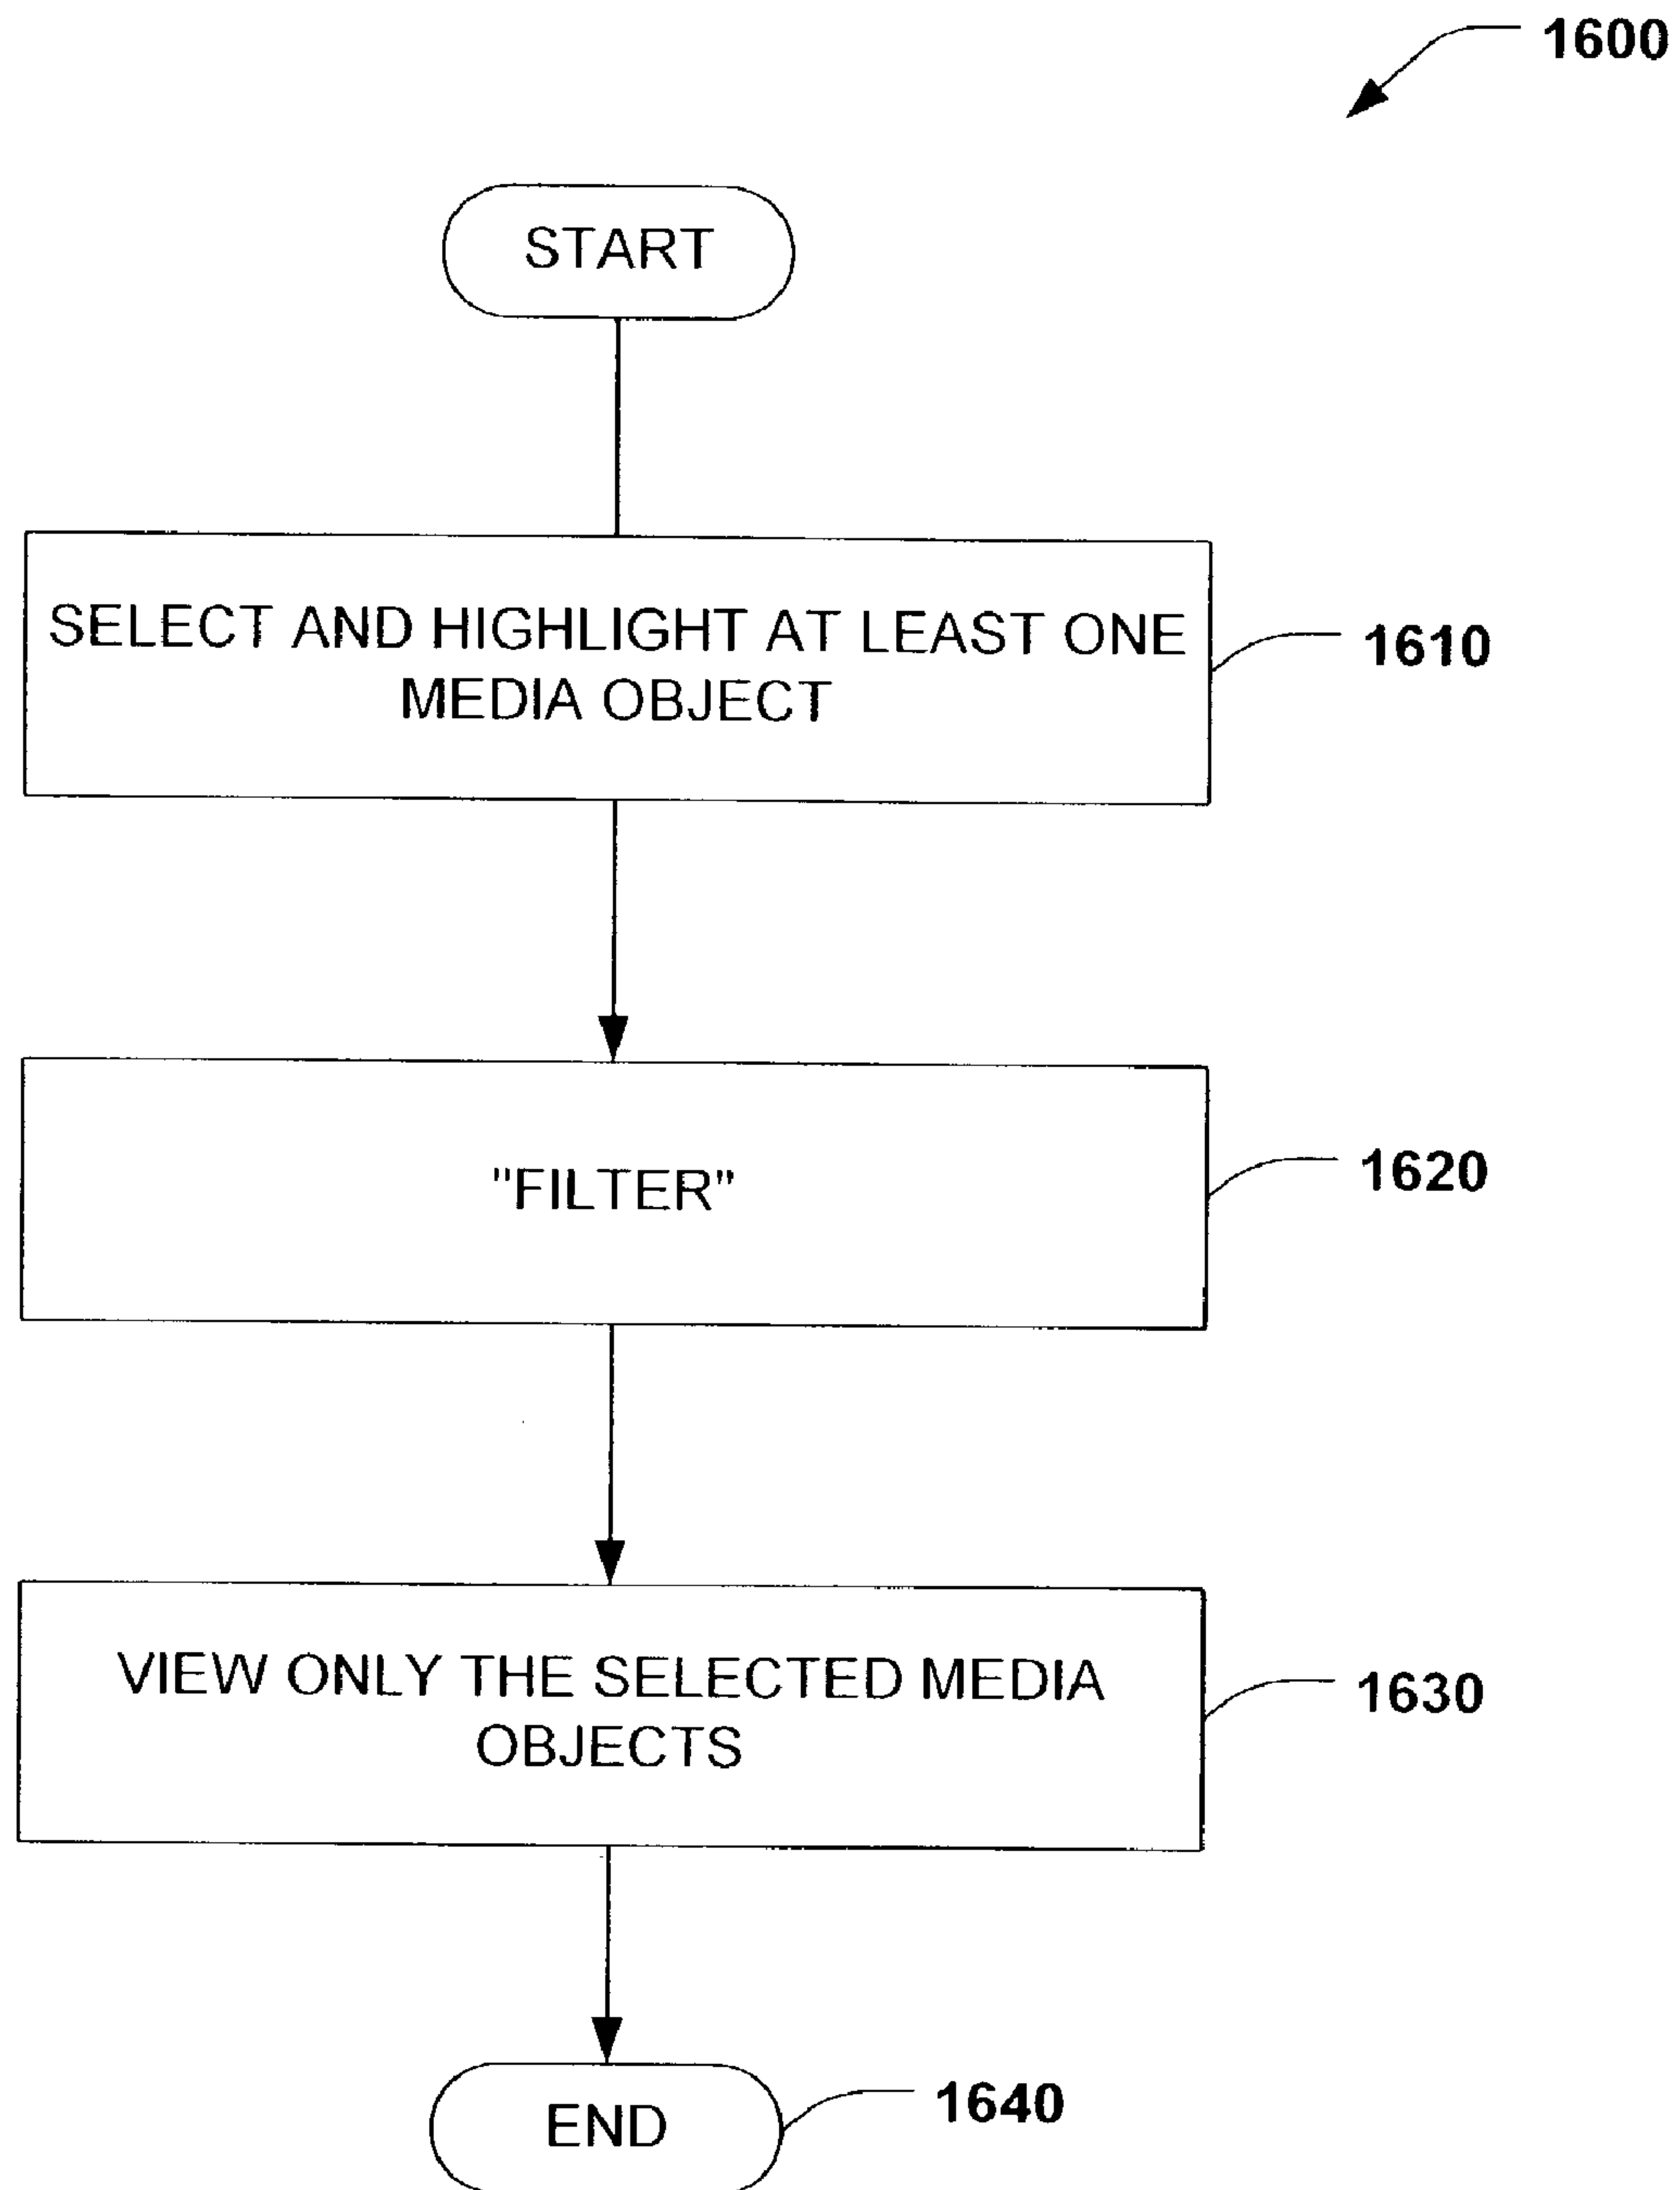 1600
START
SELECT AND HIGHLIGHT AT LEAST ONE
MEDIA OBJECT
1610
"FILTER"
1620
VIEW ONLY THE SELECTED MEDIA
OBJECTS
1630
END
1640